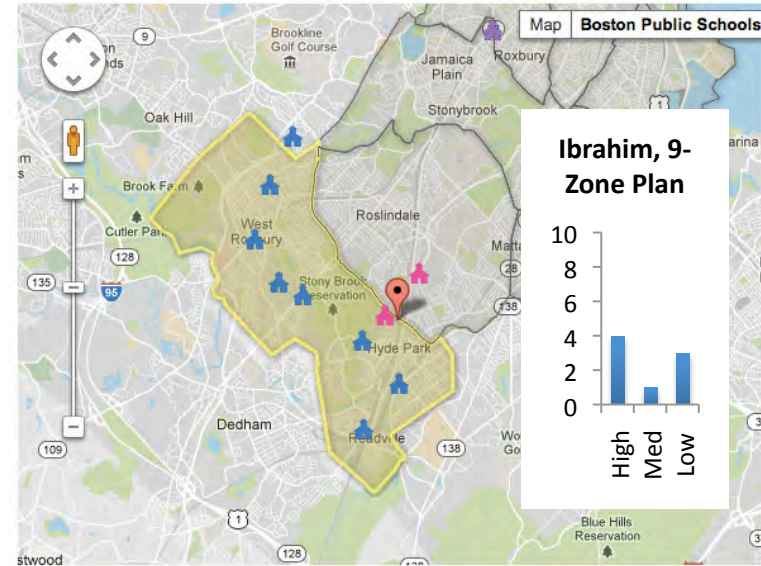 Map
Boston Public Schools
9
Brookline
Golf Course
Jamaica
Plain
Roxbury
Stonybrook
1
Oak Hill
Ibrahim, 9-
Zone Plan
Brook Farm
Roslindale
West
Roxbury
Cutler
128
28
135
95
Stony Brook
Reservation
138
10
8
6
4
2
0
High
Med
Low
Hyde Park
Dedham
Readville
109
138
1
128
Blue Hills
Reservation